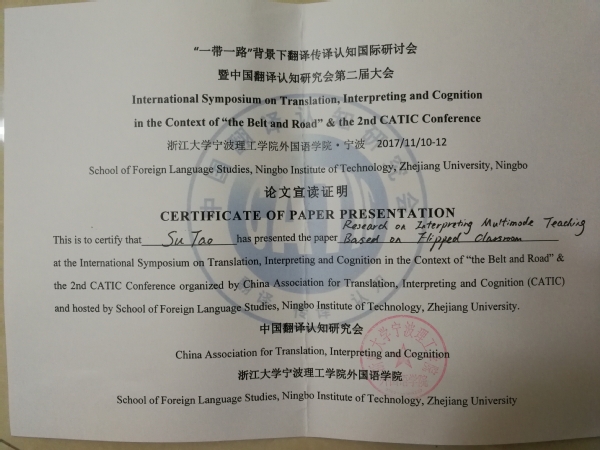 “一带一路”背景下翻译传译认知国际研讨会
暨中国翻译认知研究会第二届大会
International Symposium on Translation, Interpreting and Cognition
in the Context of “the Belt and Road” & the 2nd CATIC Conference
浙江大学宁波理工学院外国语学院·宁波 2017/11/10-12
School of Foreign Language Studies, Ningbo Institute of Technology, Zhejiang University, Ningbo
论文宣读证明
CERTIFICATE OF PAPER PRESENTATION
Research on Interpreting Multimode Teaching
This is to certify that Su Tao has presented the paper Based on Flipped Classroom
at the International Symposium on Translation, Interpreting and Cognition in the Context of “the Belt and Road” &
the 2nd CATIC Conference organized by China Association for Translation, Interpreting and Cognition (CATIC)
and hosted by School of Foreign Language Studies, Ningbo Institute of Technology, Zhejiang University.
中国翻译认知研究会
China Association for Translation, Interpreting and Cognition
浙江大学宁波理工学院外国语学院
School of Foreign Language Studies, Ningbo Institute of Technology, Zhejiang University